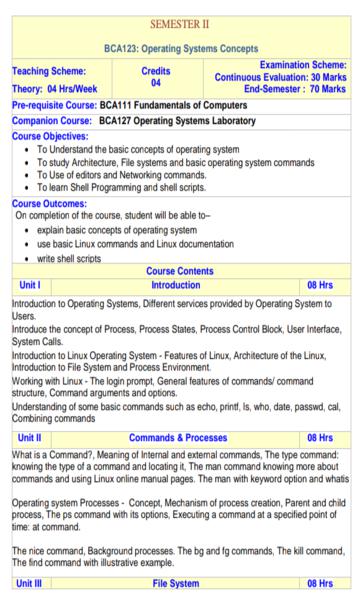 SEMESTER II
BCA123: Operating Systems Concepts
Teaching Scheme:
Theory: 04 Hrs/Week
Credits
04
Examination Scheme:
Continuous Evaluation: 30 Marks
End-Semester : 70 Marks
Pre-requisite Course: BCA111 Fundamentals of Computers
Companion Course: BCA127 Operating Systems Laboratory
Course Objectives:
• To Understand the basic concepts of operating system
• To study Architecture, File systems and basic operating system commands
• To Use of editors and Networking commands.
• To learn Shell Programming and shell scripts.
Course Outcomes:
On completion of the course, student will be able to–
• explain basic concepts of operating system
• use basic Linux commands and Linux documentation
• write shell scripts
Course Contents
Unit I Introduction 08 Hrs
Introduction to Operating Systems, Different services provided by Operating System to
Users.
Introduce the concept of Process, Process States, Process Control Block, User Interface,
System Calls.
Introduction to Linux Operating System - Features of Linux, Architecture of the Linux,
Introduction to File System and Process Environment.
Working with Linux - The login prompt, General features of commands/ command
structure, Command arguments and options.
Understanding of some basic commands such as echo, printf, ls, who, date, passwd, cal,
Combining commands
Unit II Commands & Processes 08 Hrs
What is a Command?, Meaning of Internal and external commands, The type command:
knowing the type of a command and locating it, The man command knowing more about
commands and using Linux online manual pages. The man with keyword option and whatis
Operating system Processes - Concept, Mechanism of process creation, Parent and child
process, The ps command with its options, Executing a command at a specified point of
time: at command.
The nice command, Background processes. The bg and fg commands, The kill command,
The find command with illustrative example.
Unit III File System 08 Hrs